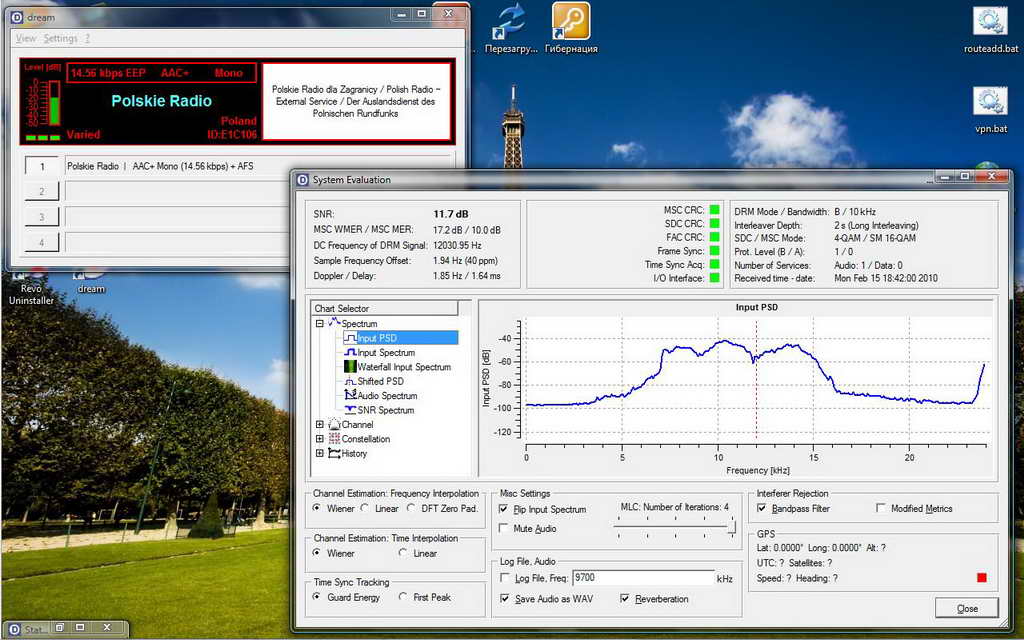 dream
View Settings ?
Level [dB]
0
-10
-20
-30
-40
-50
14.56 kbps EEP AAC+ Mono
Polskie Radio
Poland
Varied ID:E1C106
Polskie Radio dla Zagranicy / Polish Radio –
External Service / Der Auslandsdienst des
Polnischen Rundfunks
1 Polskie Radio | AAC+ Mono (14.56 kbps) + AFS
2
3
4
Перезагру...
Гибернация
routeadd.bat
vpn.bat
Revo
Uninstaller
dream
System Evaluation
SNR: 11.7 dB
MSC WMER / MSC MER: 17.2 dB / 10.0 dB
DC Frequency of DRM Signal: 12030.95 Hz
Sample Frequency Offset: 1.94 Hz (40 ppm)
Doppler / Delay: 1.85 Hz / 1.64 ms
MSC CRC:
SDC CRC:
FAC CRC:
Frame Sync:
Time Sync Acq:
I/O Interface:
DRM Mode / Bandwidth: B / 10 kHz
Interleaver Depth: 2 s (Long Interleaving)
SDC / MSC Mode: 4-QAM / SM 16-QAM
Prot. Level (B / A): 1 / 0
Number of Services: Audio: 1 / Data: 0
Received time - date: Mon Feb 15 18:42:00 2010
Chart Selector
Spectrum
Input PSD
Input Spectrum
Waterfall Input Spectrum
Shifted PSD
Audio Spectrum
SNR Spectrum
Channel
Constellation
History
Input PSD
Input PSD [dB]
-40
-60
-80
-100
-120
0 5 10 15 20
Frequency [kHz]
Channel Estimation: Frequency Interpolation
Wiener Linear DFT Zero Pad.
Channel Estimation: Time Interpolation
Wiener Linear
Time Sync Tracking
Guard Energy First Peak
Misc Settings
Flip Input Spectrum
Mute Audio
MLC: Number of Iterations: 4
Log File, Audio
Log File, Freq: 9700 kHz
Save Audio as WAV Reverberation
Interferer Rejection
Bandpass Filter Modified Metrics
GPS
Lat: 0.0000° Long: 0.0000° Alt: ?
UTC: ? Satellites: ?
Speed: ? Heading: ?
Close
Stat...